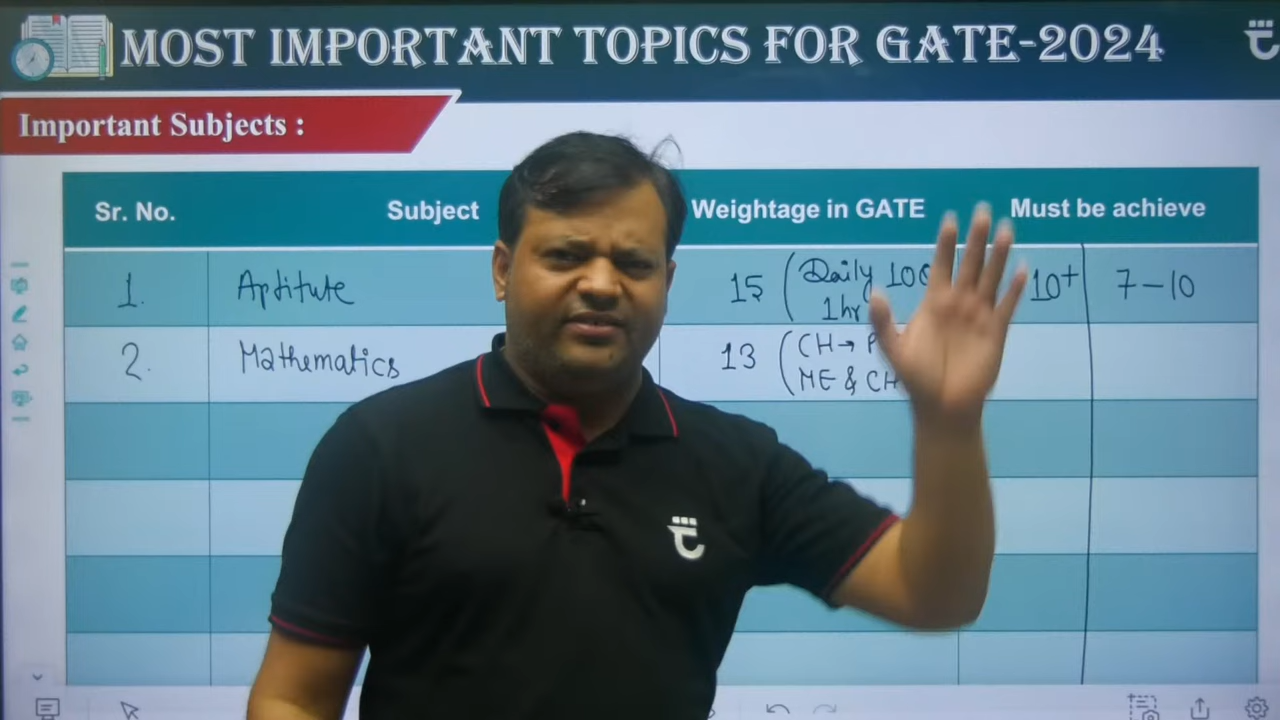 MOST IMPORTANT TOPICS FOR GATE-2024
Important Subjects :
Sr. No. Subject Weightage in GATE Must be achieve
1. Aptitute 15 (Daily 10+ 7-10
1hr
2. Mathematics 13 (CH→
(ME & CH